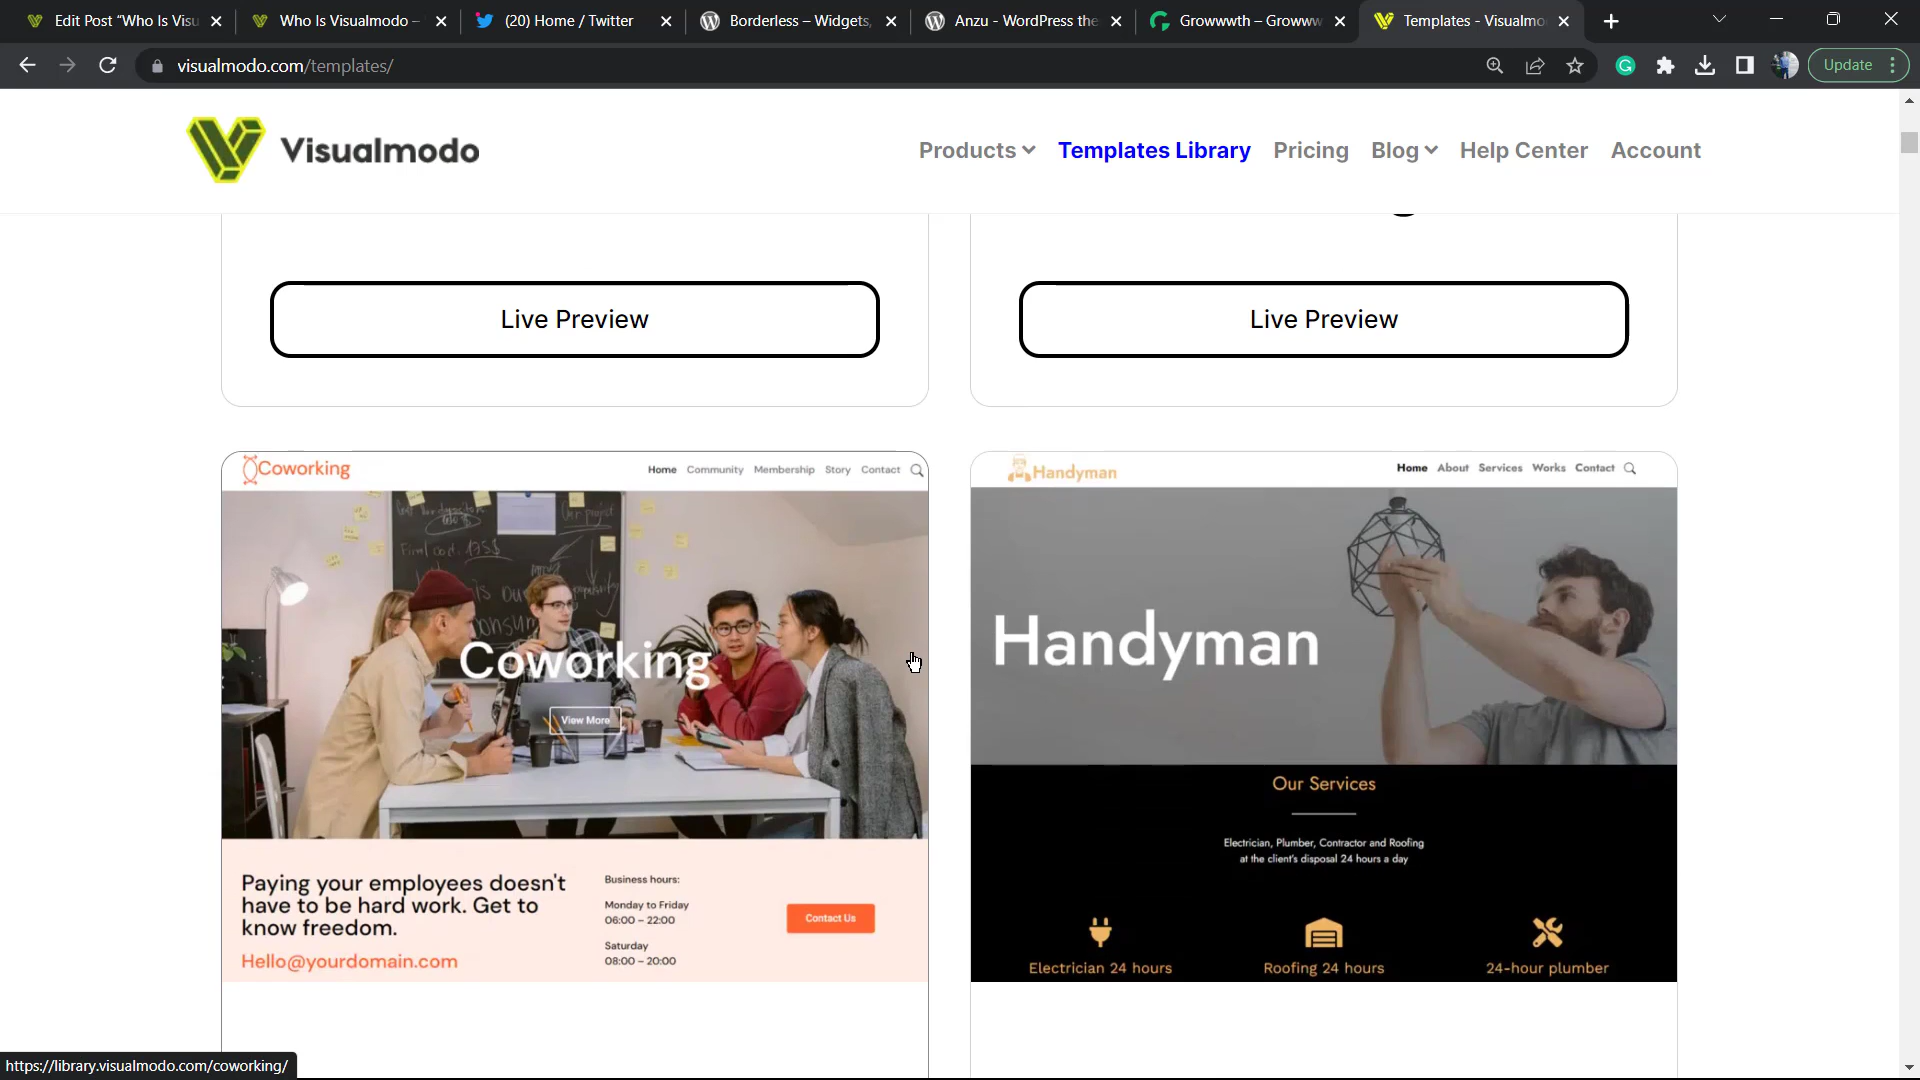 Edit Post “Who Is Visu
Who Is Visualmodo –
(20) Home / Twitter
Borderless – Widgets,
Anzu - WordPress the
Growwwth – Growww
Templates - Visualmo
visualmodo.com/templates/
Update
Visualmodo
Products
Templates Library
Pricing
Blog
Help Center
Account
Live Preview
Live Preview
Coworking
Home Community Membership Story Contact
Coworking
View More
Paying your employees doesn't
have to be hard work. Get to
know freedom.
Hello@yourdomain.com
Business hours:
Monday to Friday
06:00 – 22:00
Saturday
08:00 – 20:00
Contact Us
Handyman
Home About Services Works Contact
Handyman
Our Services
Electrician, Plumber, Contractor and Roofing
at the client's disposal 24 hours a day
Electrician 24 hours
Roofing 24 hours
24-hour plumber
https://library.visualmodo.com/coworking/